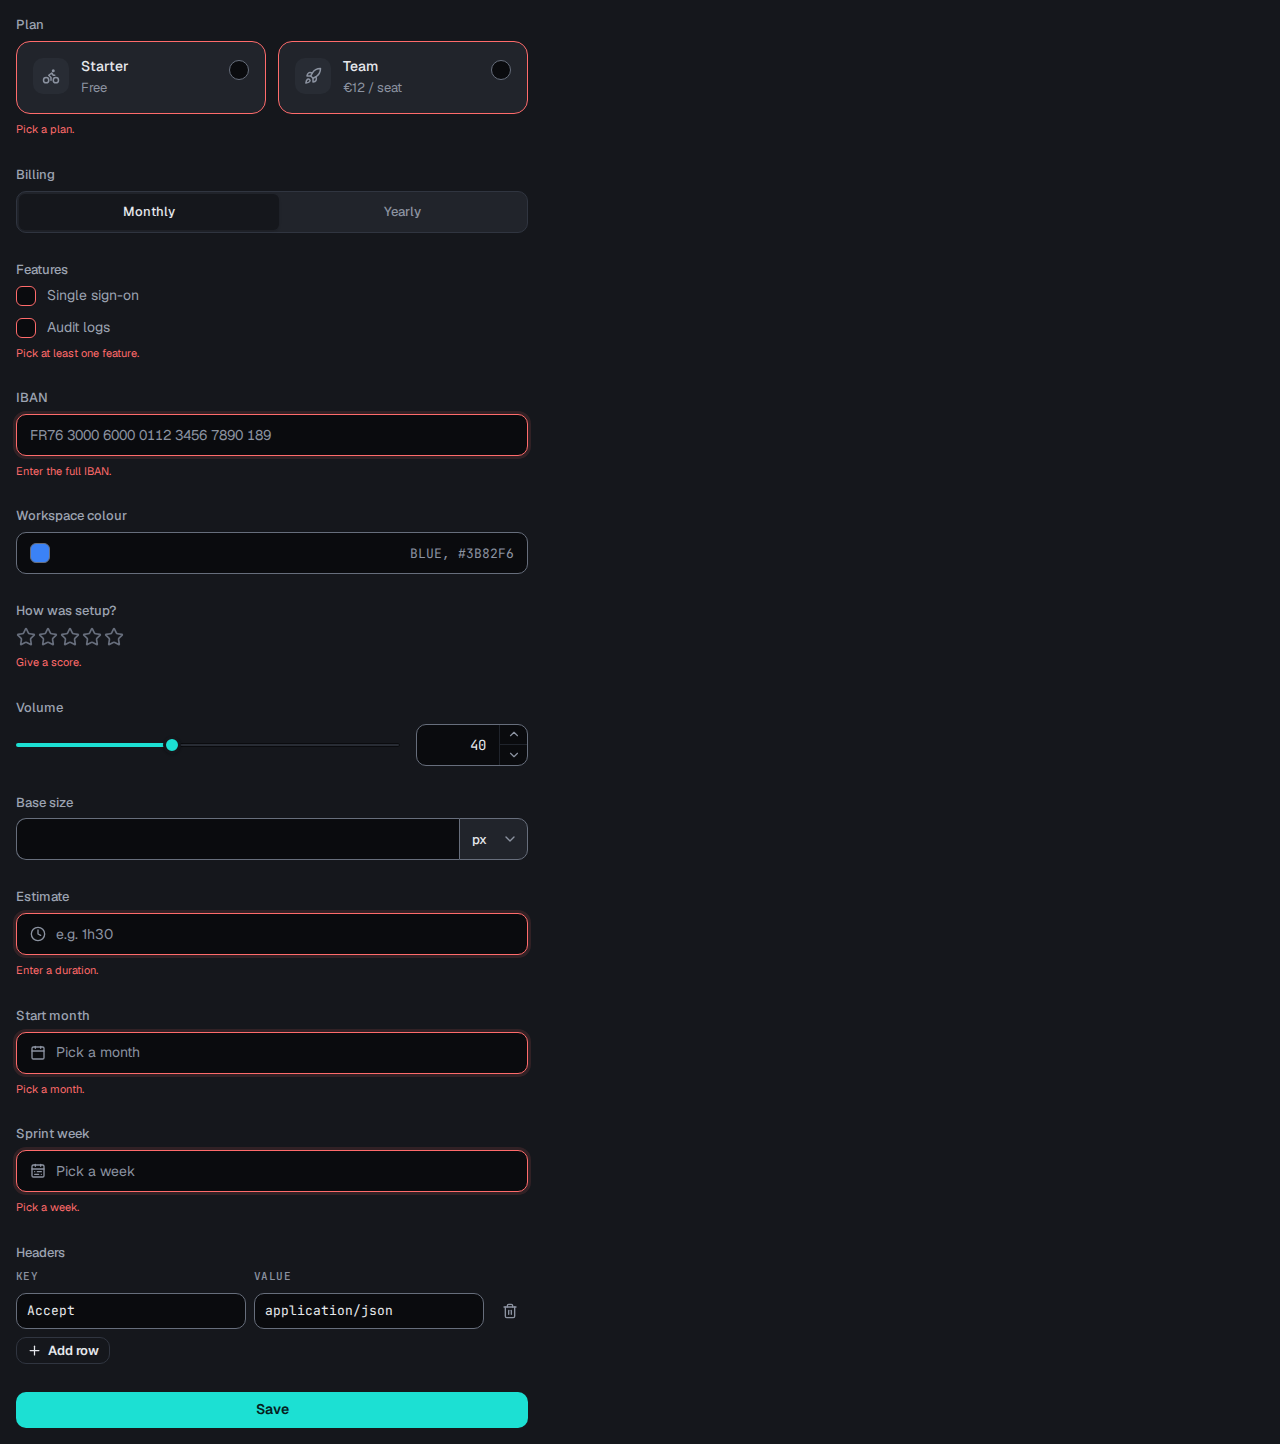 Plan
Starter
Free
Team
€12 / seat
Pick a plan.
Billing
Monthly
Yearly
Features
Single sign-on
Audit logs
Pick at least one feature.
IBAN
FR76 3000 6000 0112 3456 7890 189
Enter the full IBAN.
Workspace colour
BLUE, #3B82F6
How was setup?
Give a score.
Volume
40
Base size
px
Estimate
e.g. 1h30
Enter a duration.
Start month
Pick a month
Pick a month.
Sprint week
Pick a week
Pick a week.
Headers
KEY VALUE
Accept application/json
Add row
Save